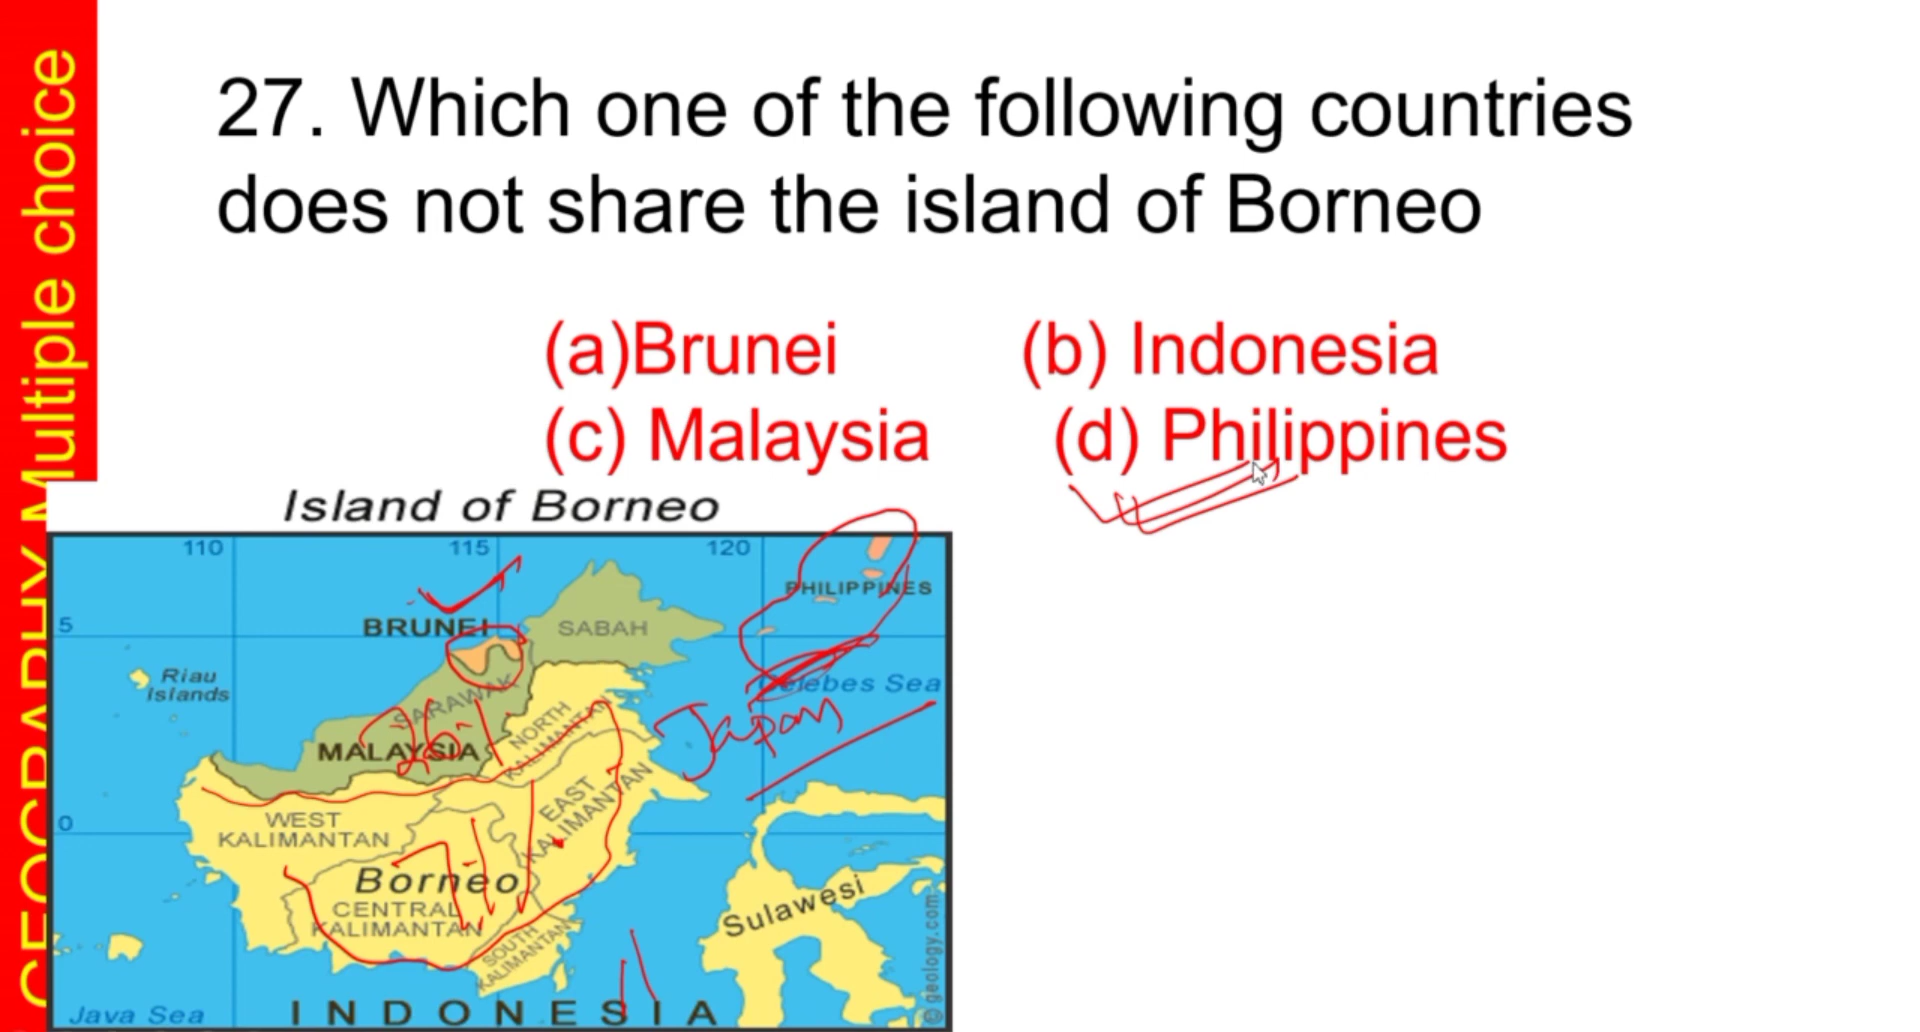 GEOGRAPHY Multiple choice
27. Which one of the following countries
does not share the island of Borneo
(a)Brunei (b) Indonesia
(c) Malaysia (d) Philippines
Island of Borneo
110 115 120
PHILIPPINES
5
BRUNEI
SABAH
Riau
Islands
SARAWAK
Celebes Sea
Japan
MALAYSIA
NORTH
KALIMANTAN
WEST
KALIMANTAN
EAST
KALIMANTAN
0
Borneo
CENTRAL
KALIMANTAN
SOUTH
KALIMANTAN
Sulawesi
Java Sea
INDONESIA
© geology.com